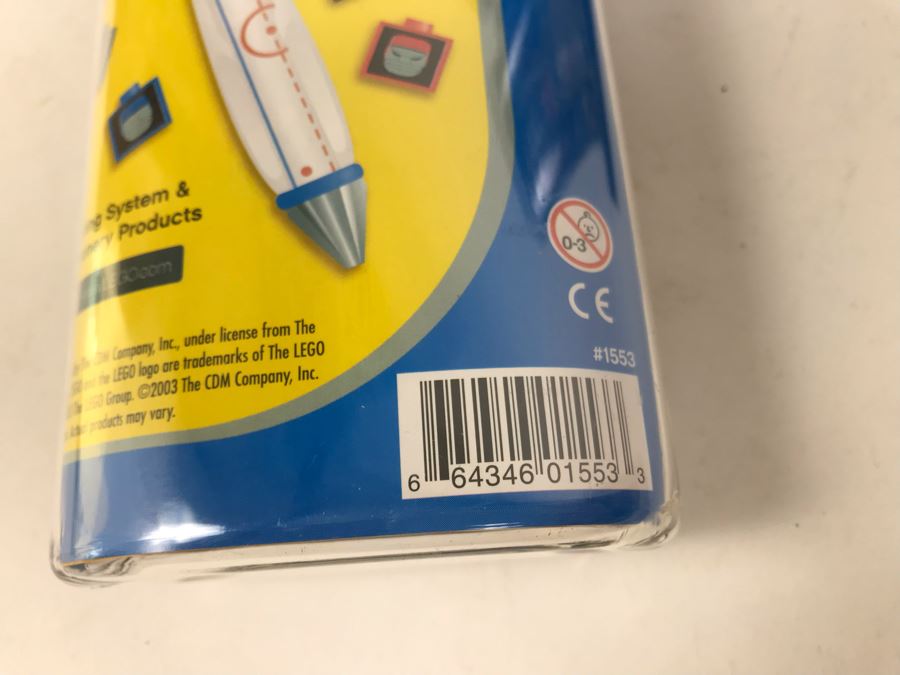 System &
Products
0-3
CE
#1553
Company, Inc., under license from The
the LEGO logo are trademarks of The LEGO
Group. ©2003 The CDM Company, Inc.
products may vary.
6 64346 01553 3